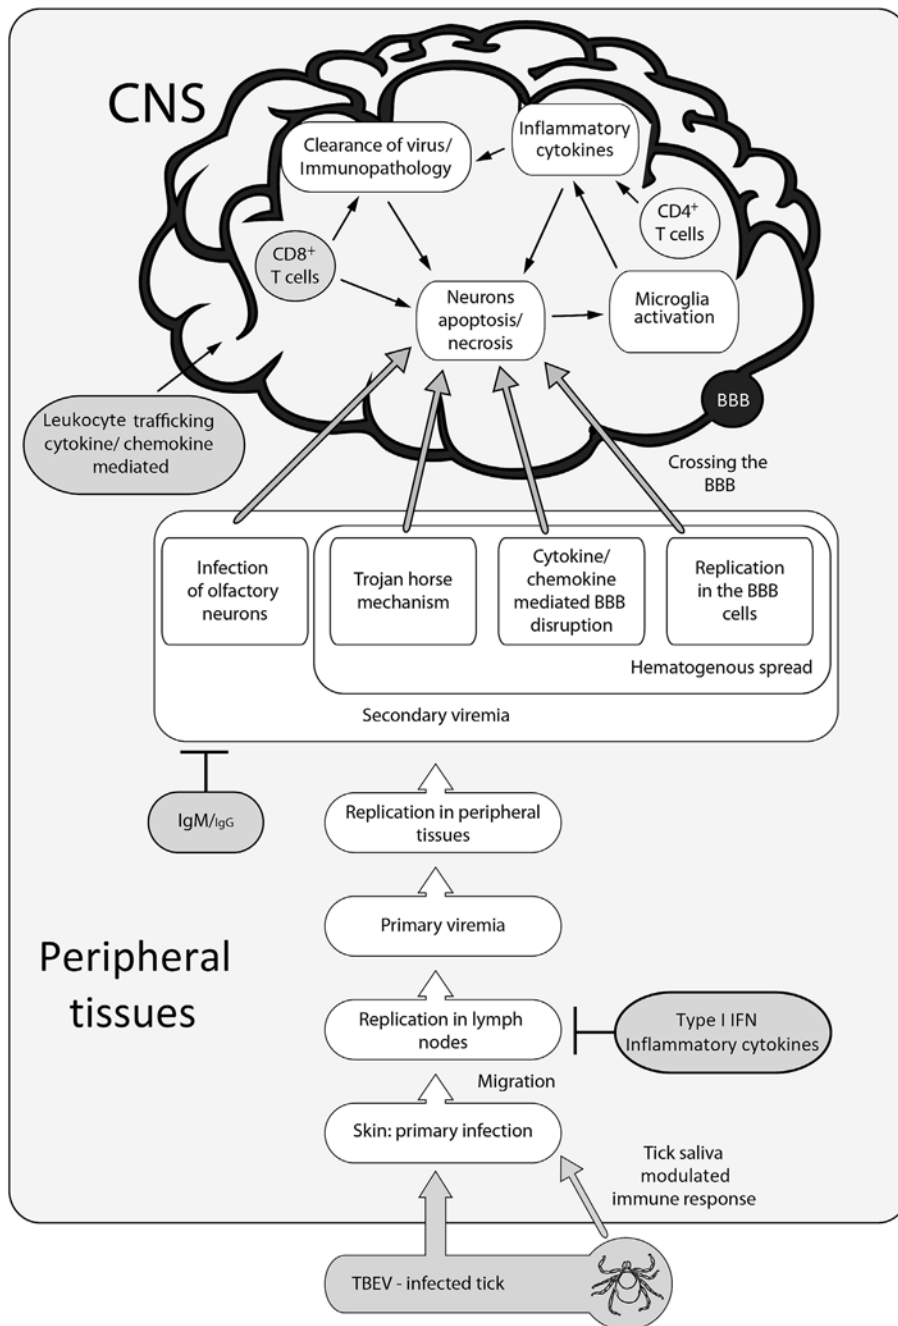 CNS
Clearance of virus/
Immunopathology
Inflammatory
cytokines
CD8+
T cells
CD4+
T cells
Neurons
apoptosis/
necrosis
Microglia
activation
BBB
Leukocyte trafficking
cytokine/ chemokine
mediated
Crossing the
BBB
Infection
of olfactory
neurons
Trojan horse
mechanism
Cytokine/
chemokine
mediated BBB
disruption
Replication
in the BBB
cells
Hematogenous spread
Secondary viremia
IgM/IgG
Replication in peripheral
tissues
Primary viremia
Peripheral
tissues
Replication in lymph
nodes
Type I IFN
Inflammatory cytokines
Migration
Skin: primary infection
Tick saliva
modulated
immune response
TBEV - infected tick